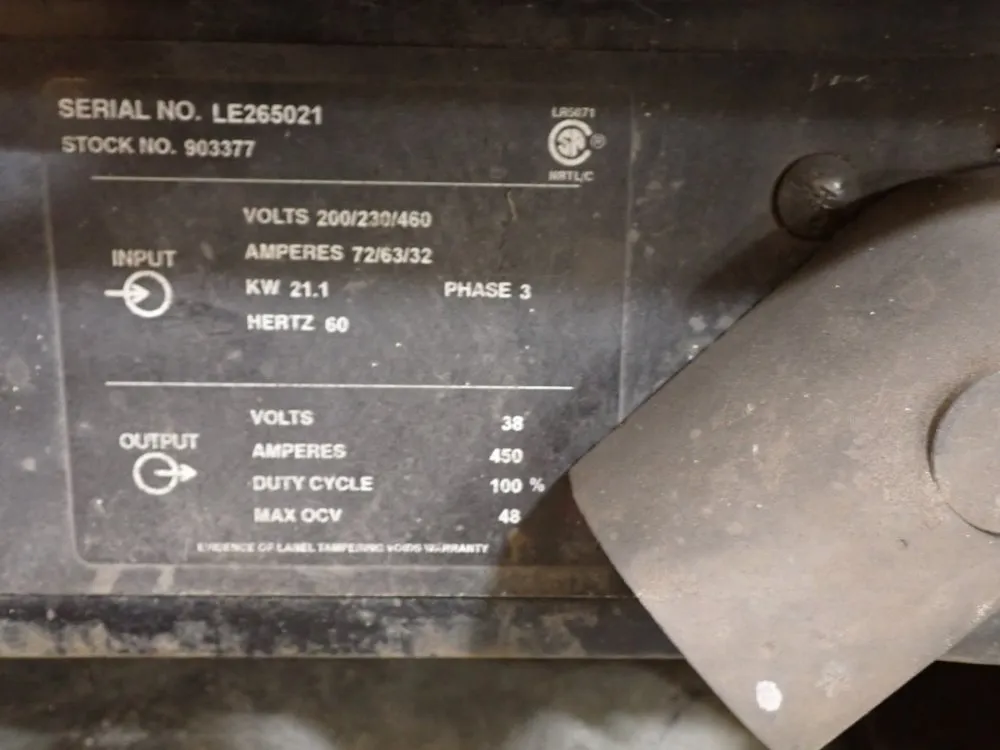 SERIAL NO. LE265021
STOCK NO. 903377
LR5871
SA ®
NRTL/C
INPUT
VOLTS 200/230/460
AMPERES 72/63/32
KW 21.1 PHASE 3
HERTZ 60
OUTPUT
VOLTS 38
AMPERES 450
DUTY CYCLE 100 %
MAX OCV 48
EVIDENCE OF LABEL TAMPERING VOIDS WARRANTY